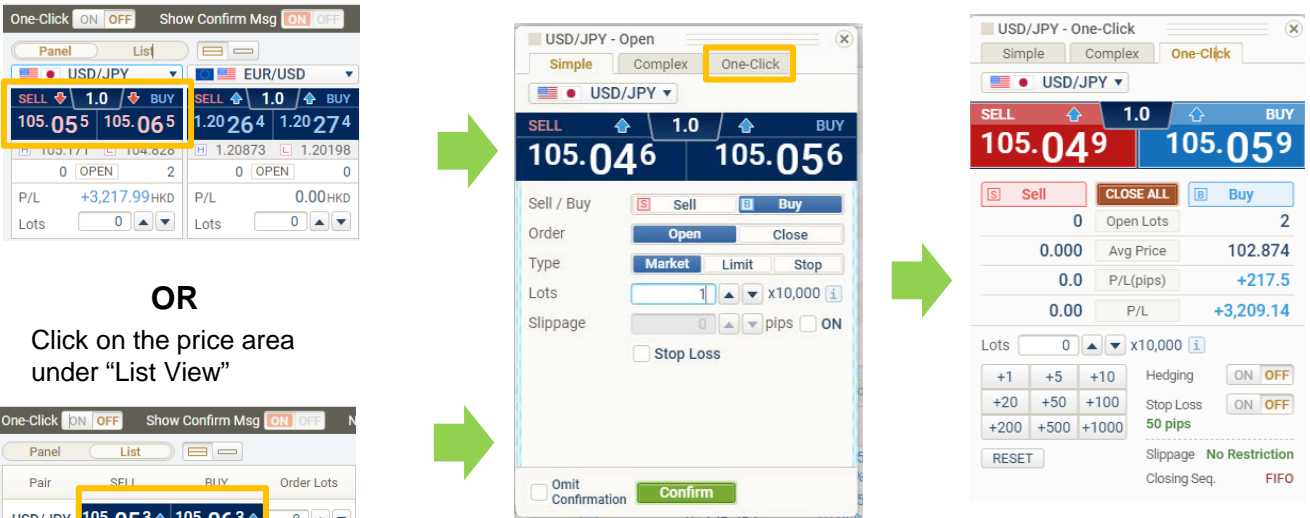 One-Click ON OFF Show Confirm Msg ON OFF
Panel List
USD/JPY ▼ EUR/USD ▼
SELL 1.0 BUY SELL 1.0 BUY
105.055 105.065 1.20264 1.20274
H 105.171 L 104.828 H 1.20873 L 1.20198
0 OPEN 2 0 OPEN 0
P/L +3,217.99HKD P/L 0.00HKD
Lots 0 ▲ ▼ Lots 0 ▲ ▼
OR
Click on the price area
under “List View”
One-Click ON OFF Show Confirm Msg ON OFF N
Panel List
Pair SELL BUY Order Lots
USD/JPY 105.053 105.063 0
USD/JPY - Open
Simple Complex One-Click
USD/JPY ▼
SELL 1.0 BUY
105.046 105.056
Sell / Buy S Sell B Buy
Order Open Close
Type Market Limit Stop
Lots 1 ▲ ▼ x10,000 i
Slippage 0 ▲ ▼ pips ON
Stop Loss
Omit
Confirmation Confirm
USD/JPY - One-Click
Simple Complex One-Click
USD/JPY ▼
SELL 1.0 BUY
105.049 105.059
S Sell CLOSE ALL B Buy
0 Open Lots 2
0.000 Avg Price 102.874
0.0 P/L(pips) +217.5
0.00 P/L +3,209.14
Lots 0 ▲ ▼ x10,000 i
+1 +5 +10 Hedging ON OFF
+20 +50 +100 Stop Loss ON OFF
+200 +500 +1000 50 pips
RESET Slippage No Restriction
Closing Seq. FIFO